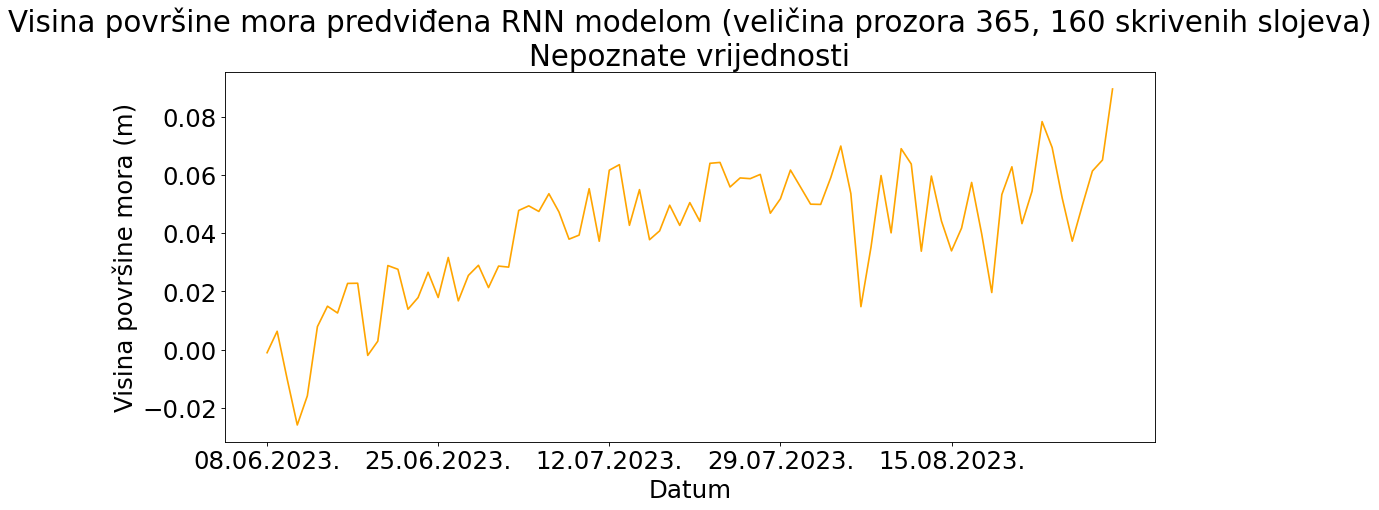 Visina površine mora predviđena RNN modelom (veličina prozora 365, 160 skrivenih slojeva)
Nepoznate vrijednosti
Visina površine mora (m)
0.08
0.06
0.04
0.02
0.00
−0.02
08.06.2023. 25.06.2023. 12.07.2023. 29.07.2023. 15.08.2023.
Datum